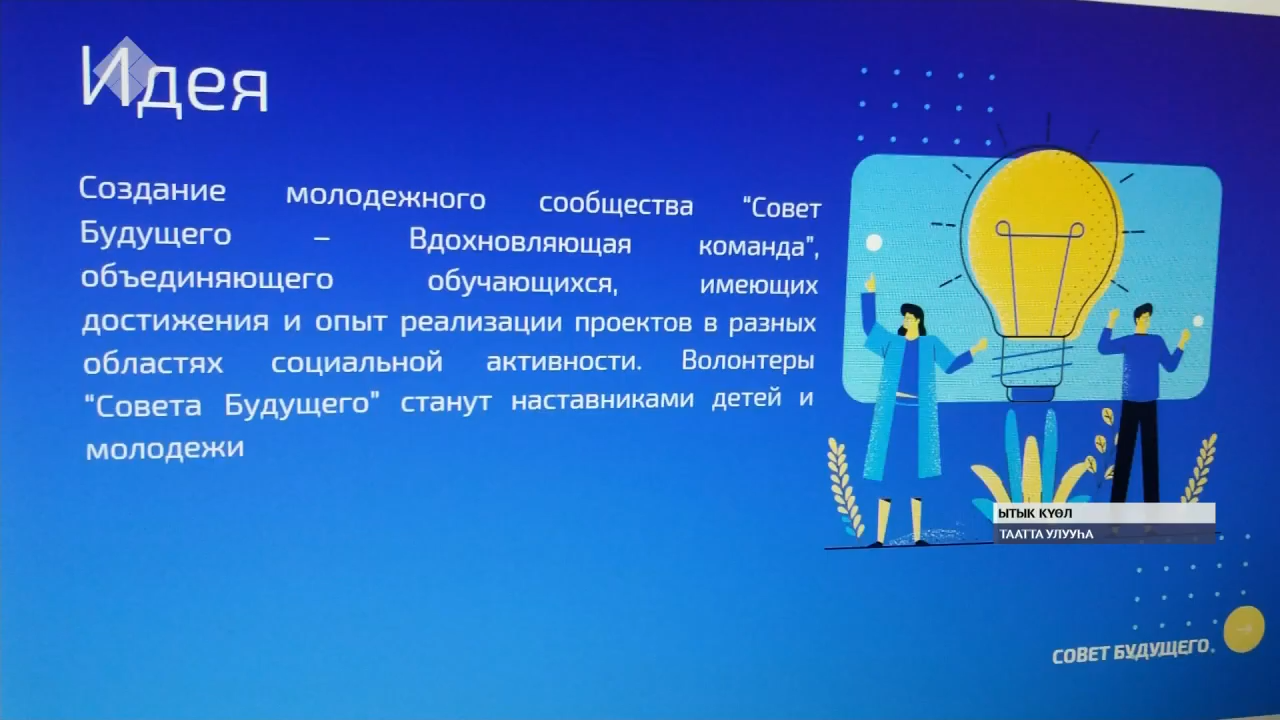 Идея
Создание молодежного сообщества "Совет
Будущего – Вдохновляющая команда",
объединяющего обучающихся, имеющих
достижения и опыт реализации проектов в разных
областях социальной активности. Волонтеры
"Совета Будущего" станут наставниками детей и
молодежи
ЫТЫК КҮӨЛ
ТААТТА УЛУУҺА
СОВЕТ БУДУЩЕГО.